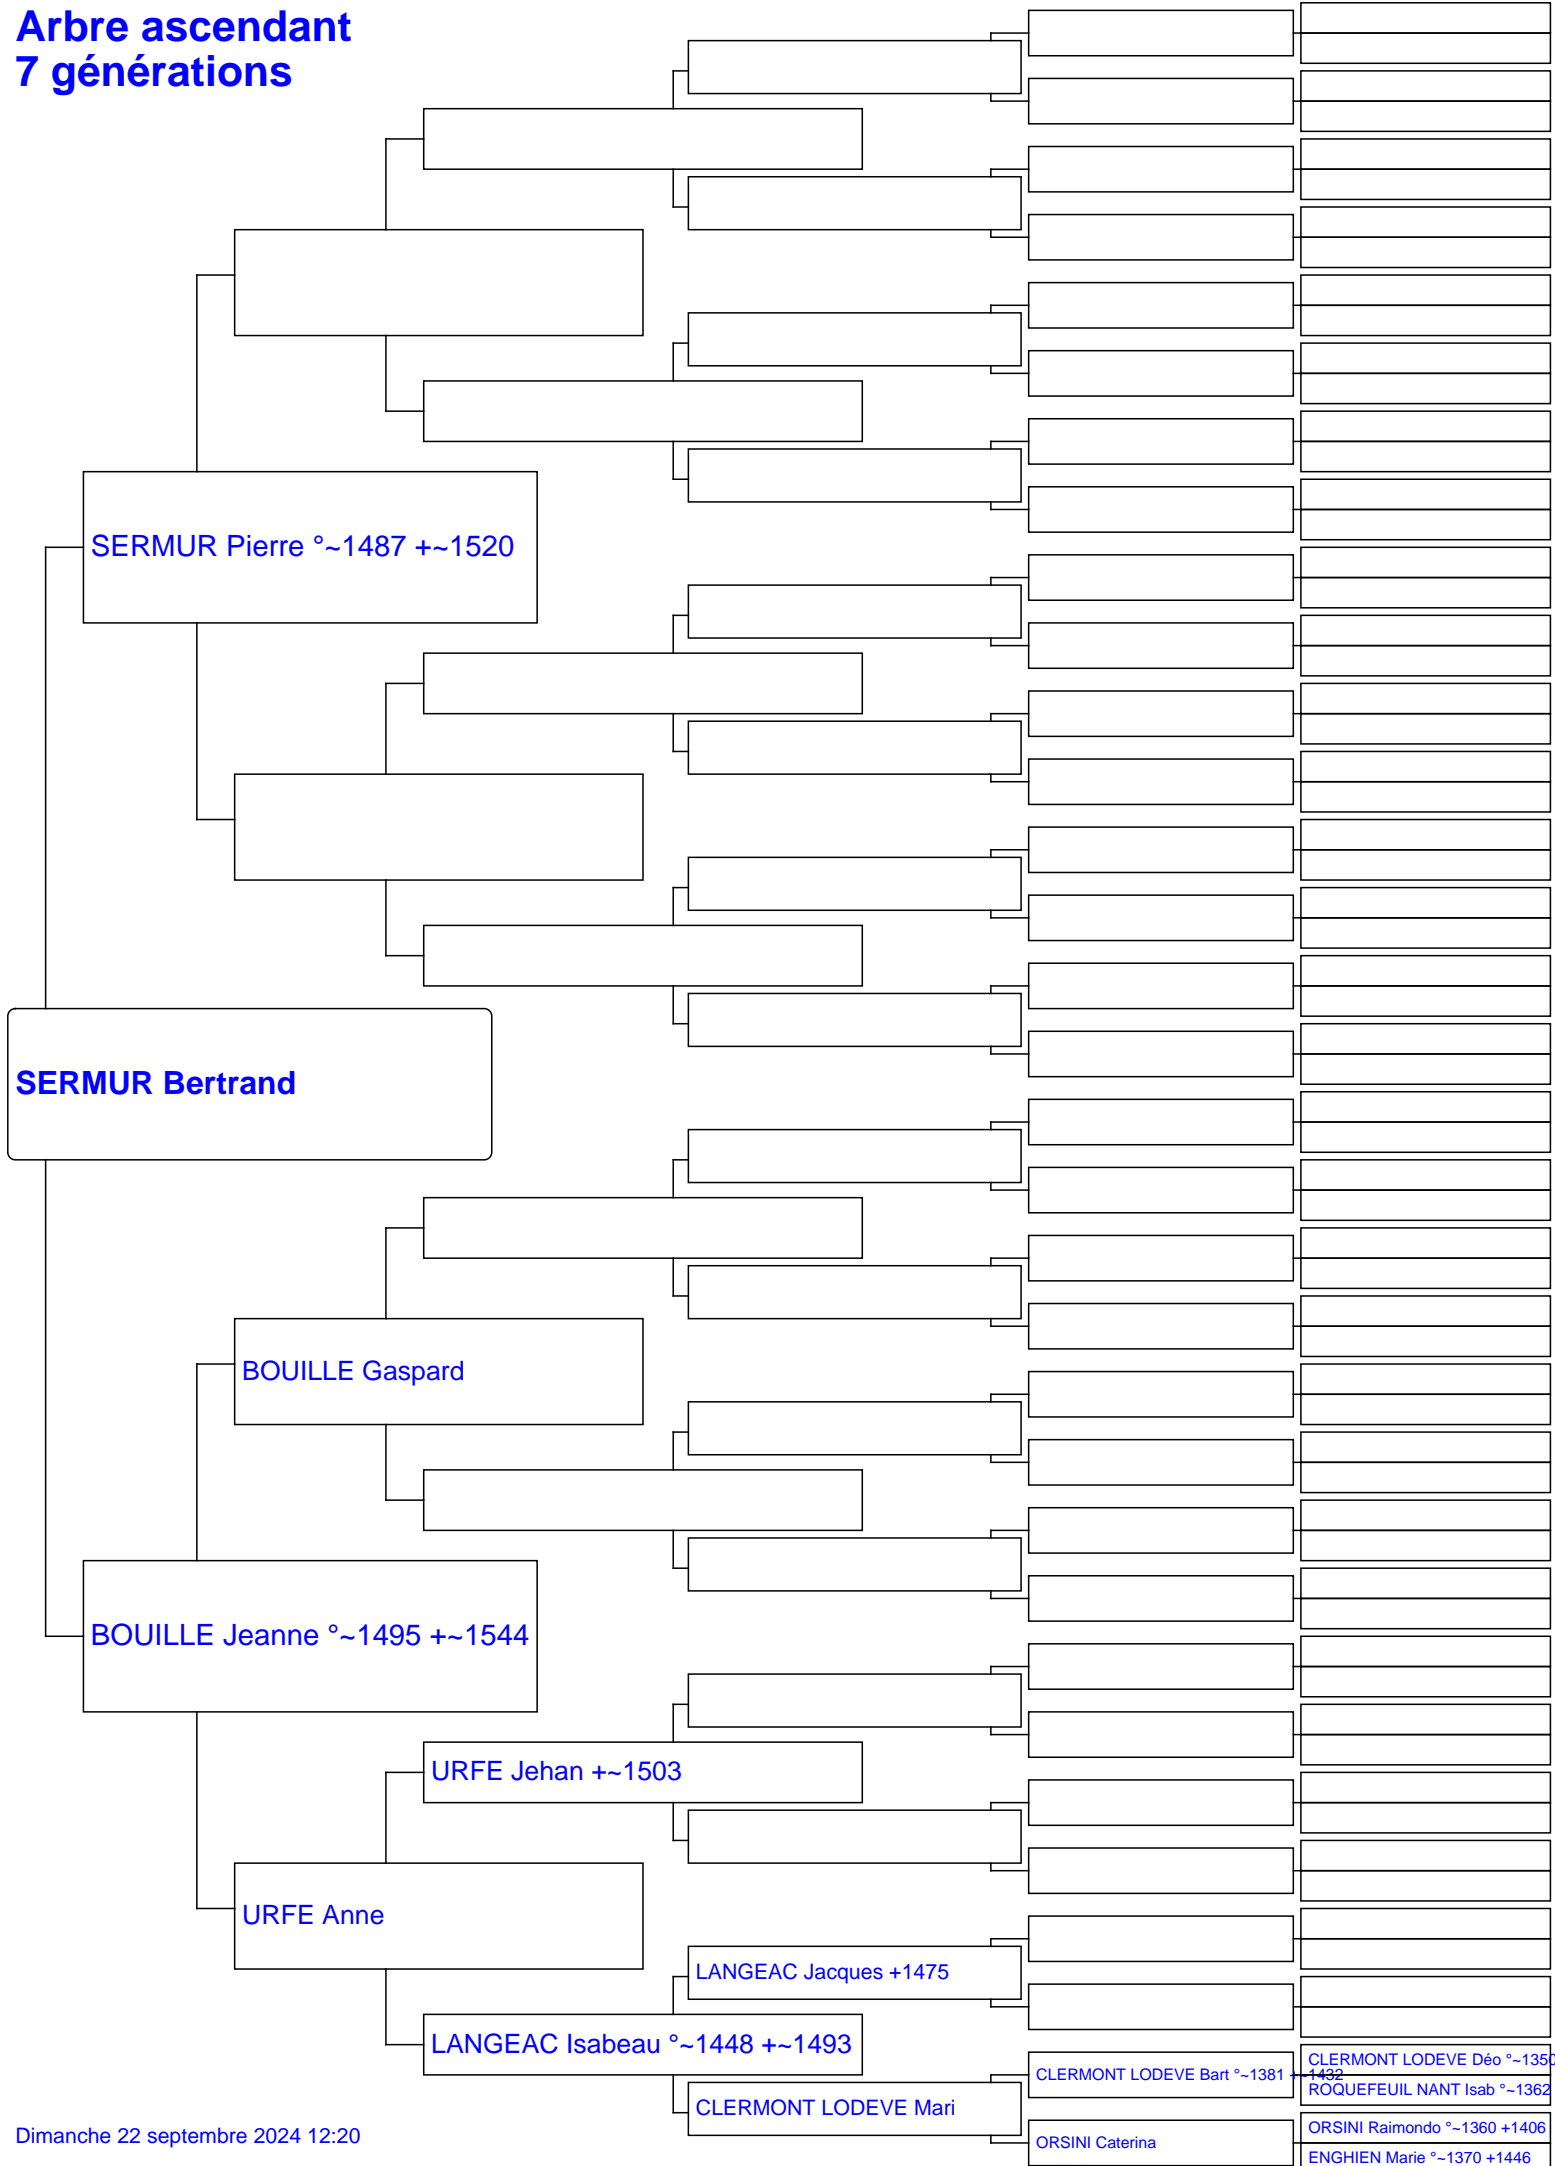 Arbre ascendant
7 générations
SERMUR Pierre °~1487 +~1520
SERMUR Bertrand
BOUILLE Gaspard
BOUILLE Jeanne °~1495 +~1544
URFE Jehan +~1503
URFE Anne
LANGEAC Jacques +1475
LANGEAC Isabeau °~1448 +~1493
CLERMONT LODEVE Déo °~1350
CLERMONT LODEVE Bart °~1381 +~1432
ROQUEFEUIL NANT Isab °~1362
CLERMONT LODEVE Mari
ORSINI Raimondo °~1360 +1406
ORSINI Caterina
ENGHIEN Marie °~1370 +1446
Dimanche 22 septembre 2024 12:20